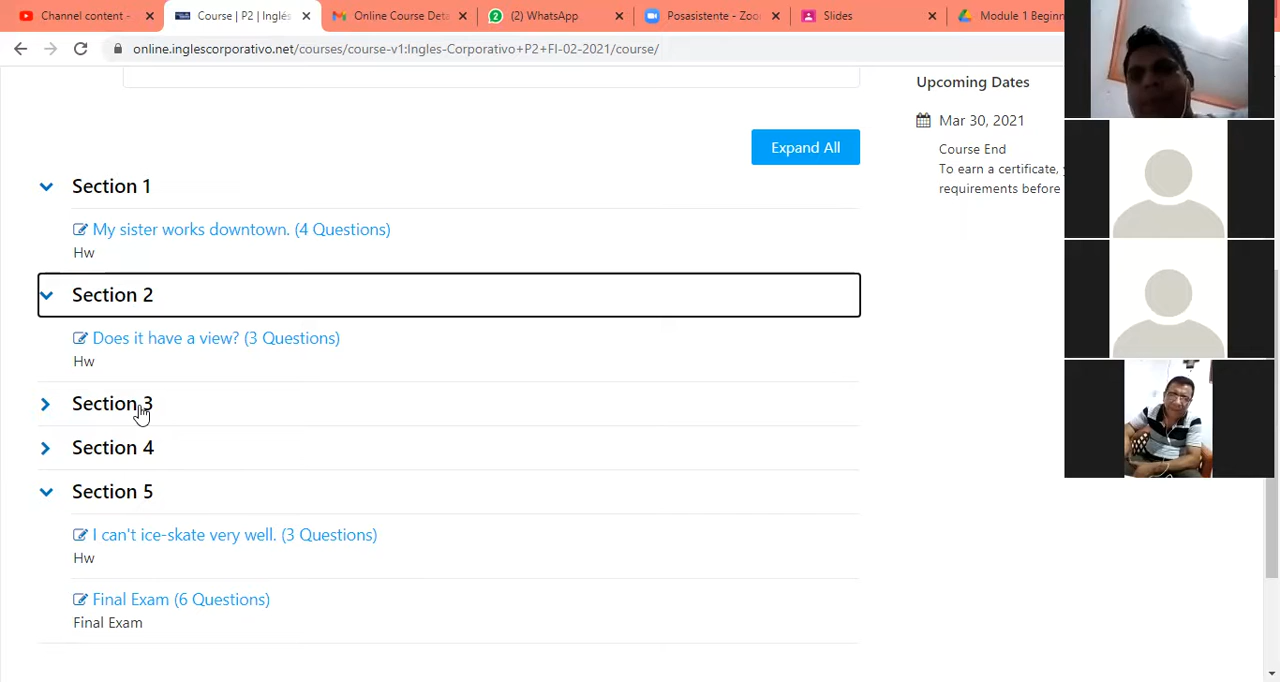 Channel content -
Course | P2 | Inglés
Online Course Deta
(2) WhatsApp
Posasistente - Zoo
Slides
Module 1 Beginn
online.inglescorporativo.net/courses/course-v1:Ingles-Corporativo+P2+FI-02-2021/course/
Upcoming Dates
Mar 30, 2021
Course End
To earn a certificate,
requirements before
Expand All
Section 1
My sister works downtown. (4 Questions)
Hw
Section 2
Does it have a view? (3 Questions)
Hw
Section 3
Section 4
Section 5
I can't ice-skate very well. (3 Questions)
Hw
Final Exam (6 Questions)
Final Exam